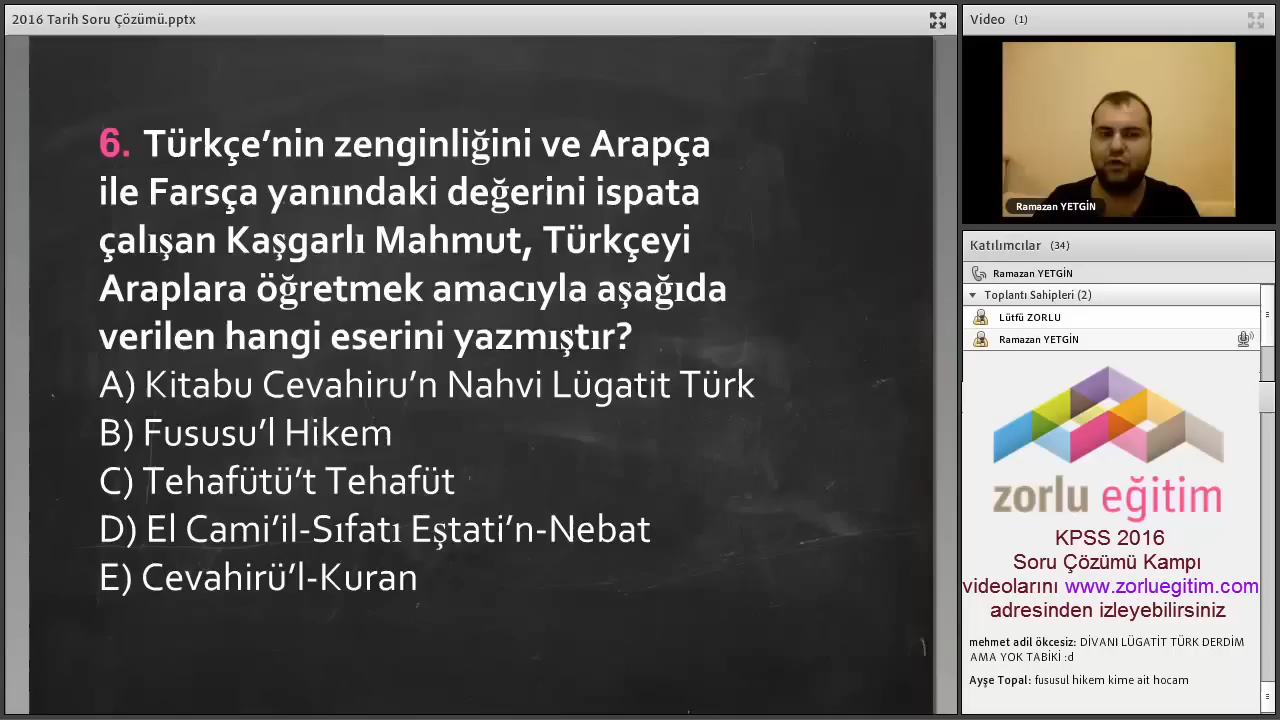 2016 Tarih Soru Çözümü.pptx
6. Türkçe’nin zenginliğini ve Arapça
ile Farsça yanındaki değerini ispata
çalışan Kaşgarlı Mahmut, Türkçeyi
Araplara öğretmek amacıyla aşağıda
verilen hangi eserini yazmıştır?
A) Kitabu Cevahiru’n Nahvi Lügatit Türk
B) Fususu’l Hikem
C) Tehafütü’t Tehafüt
D) El Cami’il-Sıfatı Eştati’n-Nebat
E) Cevahirü’l-Kuran
Video (1)
Ramazan YETGİN
Katılımcılar (34)
Ramazan YETGİN
Toplantı Sahipleri (2)
Lütfü ZORLU
Ramazan YETGİN
zorlu eğitim
KPSS 2016
Soru Çözümü Kampı
videolarını www.zorluegitim.com
adresinden izleyebilirsiniz
mehmet adil ökcesiz: DİVANI LÜGATİT TÜRK DERDİM
AMA YOK TABİKİ :d
Ayşe Topal: fususul hikem kime ait hocam